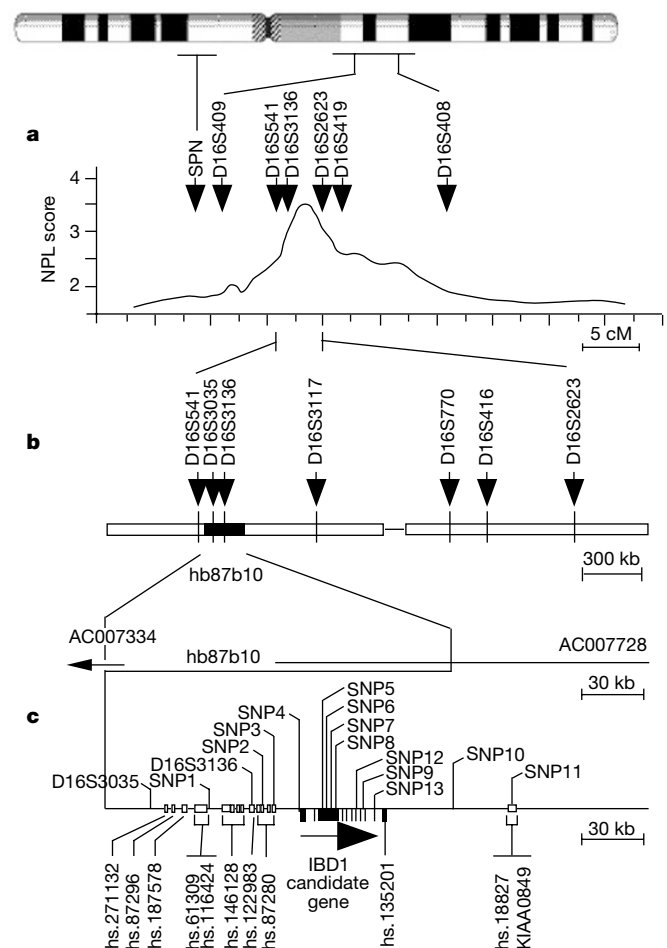 a
SPN
D16S409
D16S541
D16S3136
D16S2623
D16S419
D16S408
NPL score
4
3
2
5 cM
b
D16S541
D16S3035
D16S3136
D16S3117
D16S770
D16S416
D16S2623
300 kb
hb87b10
AC007334
hb87b10
AC007728
30 kb
c
SNP4
SNP5
SNP6
SNP7
SNP8
SNP3
SNP2
D16S3136
SNP1
D16S3035
SNP12
SNP9
SNP13
SNP10
SNP11
30 kb
hs.271132
hs.87296
hs.187578
hs.61309
hs.116424
hs.146128
hs.122983
hs.87280
IBD1
candidate
gene
hs.135201
hs.18827
KIAA0849